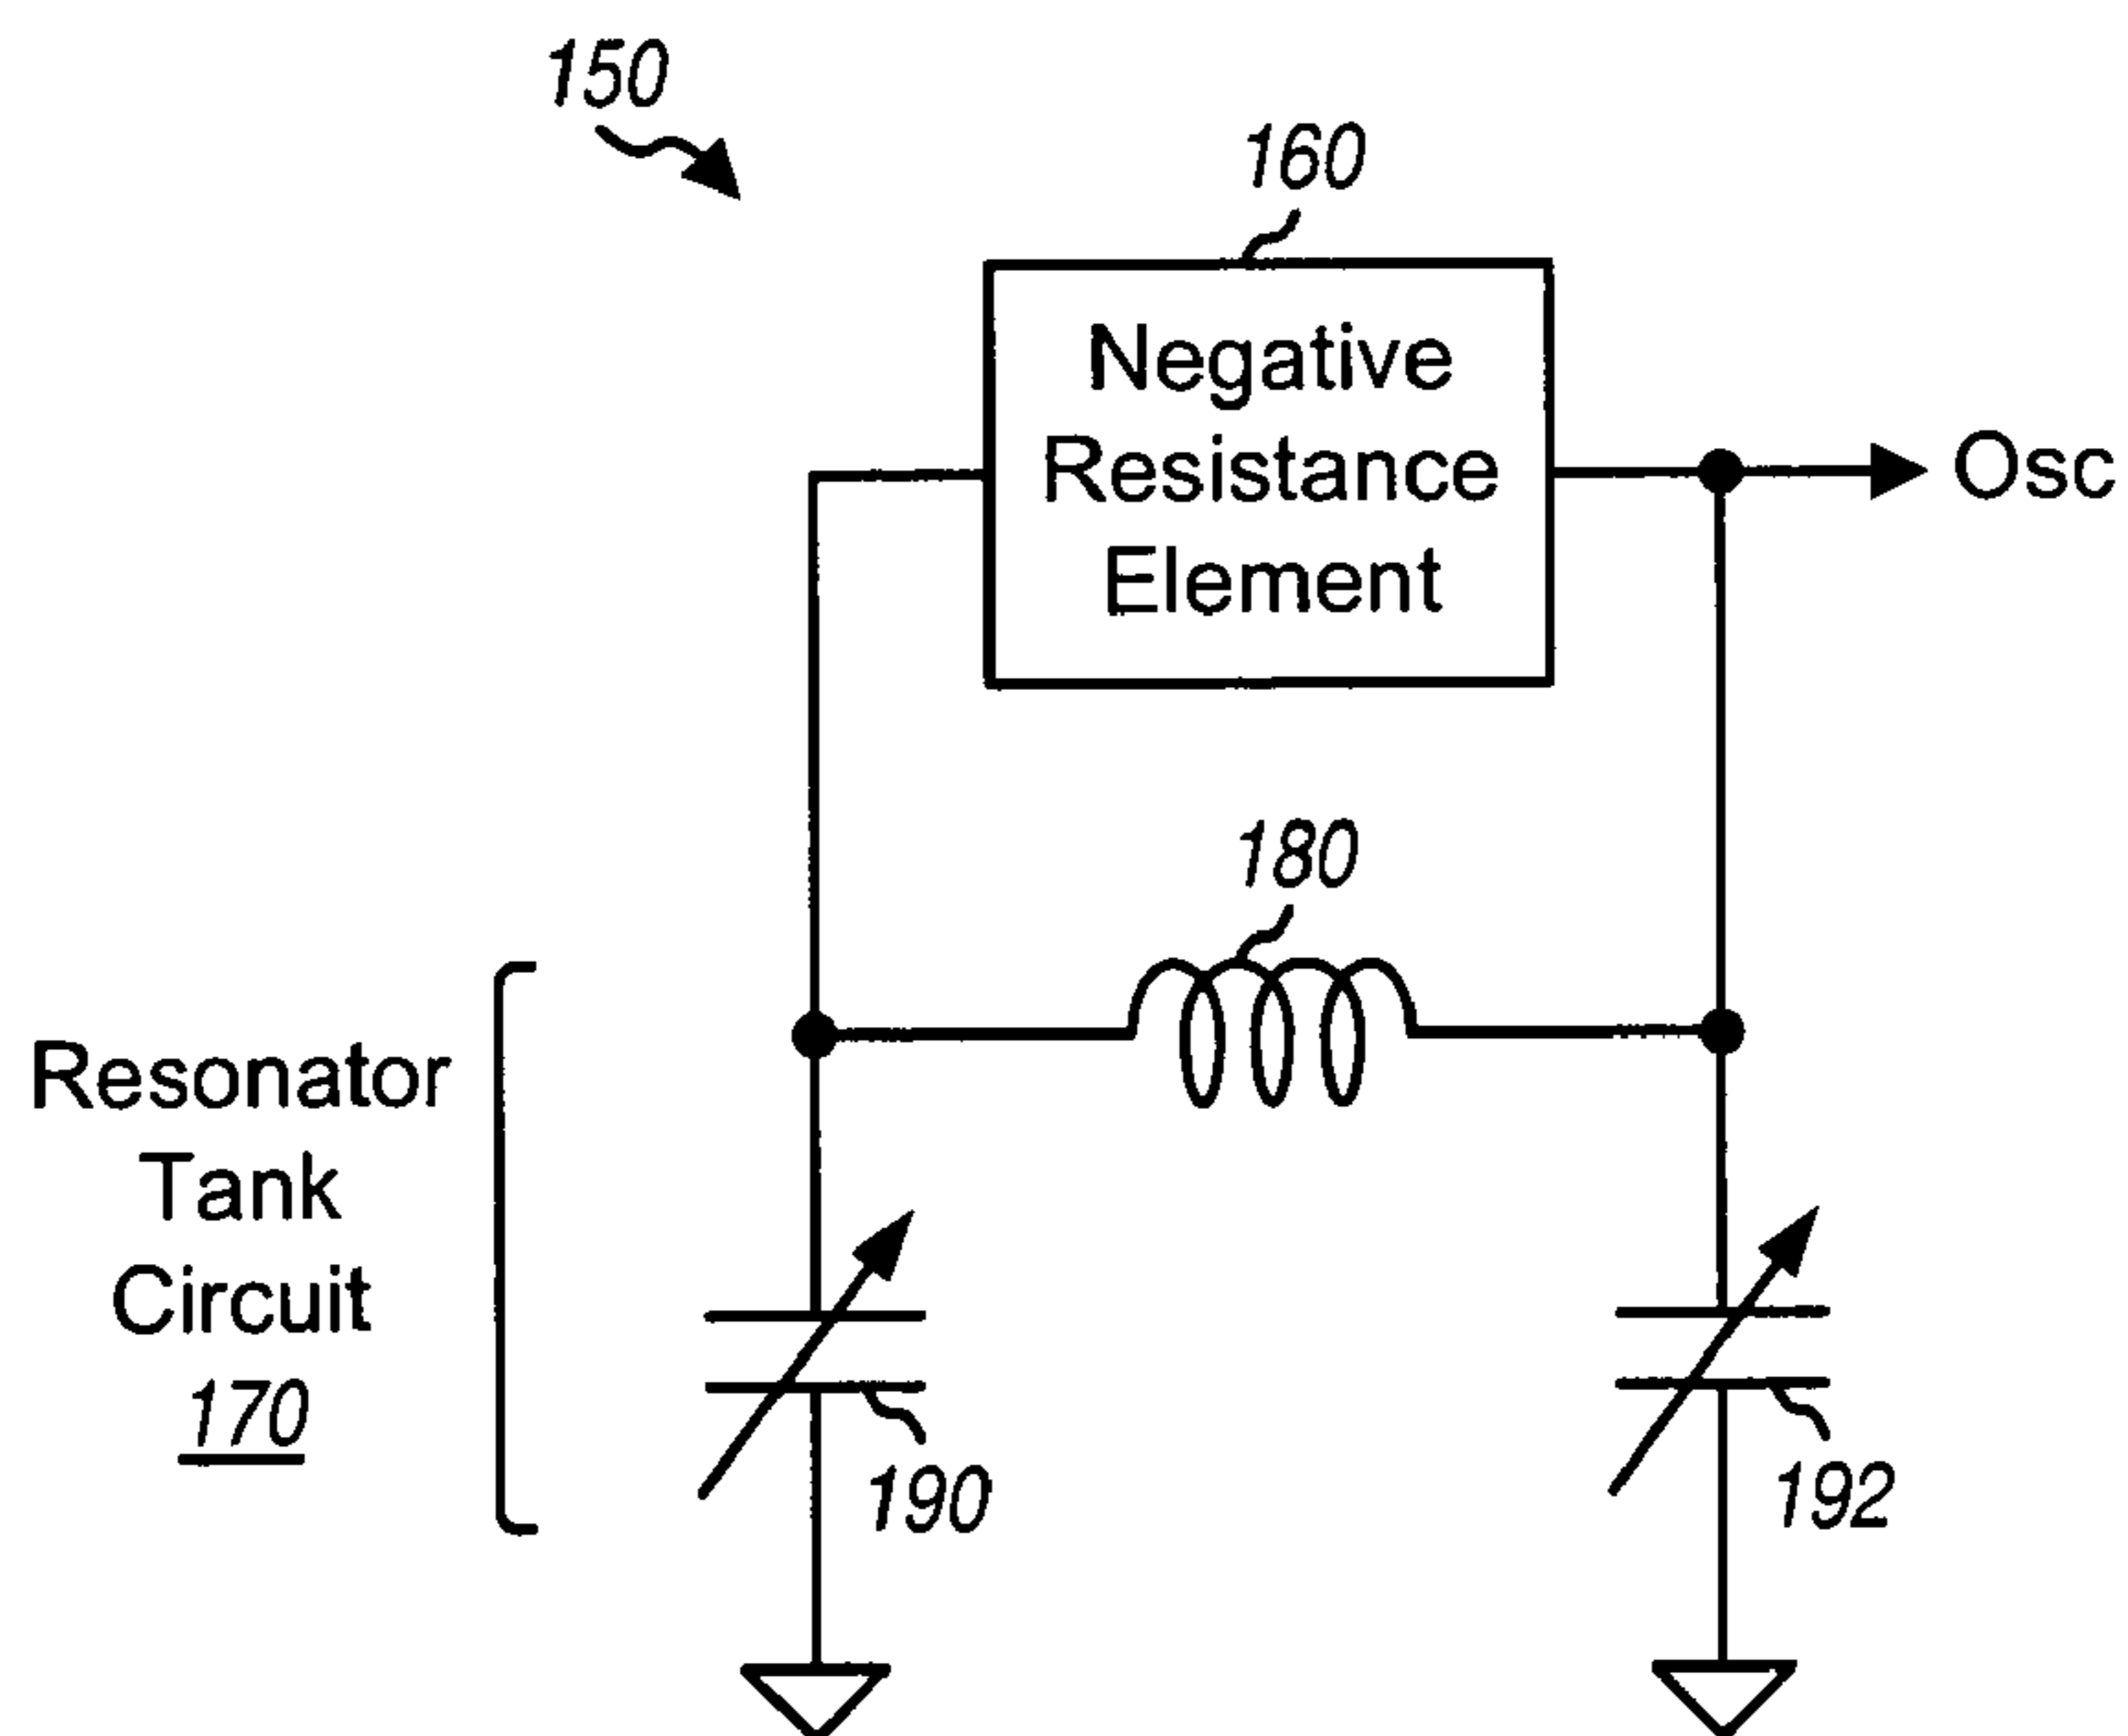 150
160
Negative
Resistance
Element
Osc
180
Resonator
Tank
Circuit
170
190
192